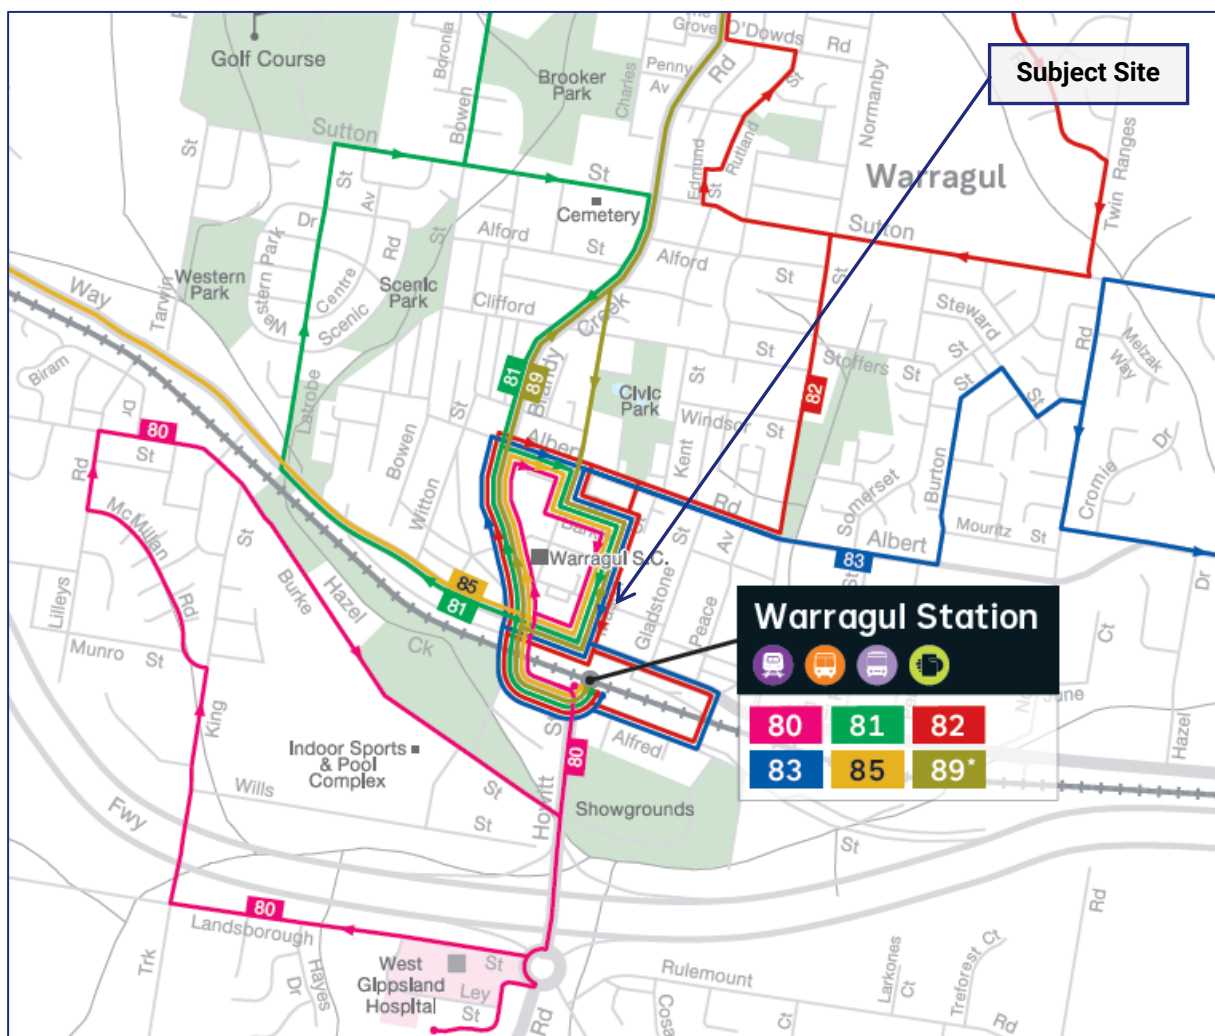 Golf Course
Boronia
Bowen
Brooker
Park
Charles
Grove
Penny
Av
Rd
O'Dowds
Rd
St
Normanby
Subject Site
Twin Ranges
Warragul
Sutton
St
St
Cemetery
Edmund
St
Rutland
Sutton
St
St
Av
Dr
Rd
St
Alford
St
Alford
St
Way
Western
Park
Tarwin
Western Park
Centre
Scenic
Scenic
Park
Clifford
Creek
Brandy
St
Stoffers
St
Steward
St
St
St
Rd
Melzak
Way
Biram
Dr
Latrobe
81
89
Civic
Park
St
Windsor
St
82
80
St
Rd
St
Bowen
Witton
Albert
Kent
Rd
Somerset
Burton
Cromie
Dr
McMillan
Rd
St
Bank
St
Av
Albert
Mouritz
St
83
Warragul S.C.
Lilleys
Burke
Hazel
Ck
85
81
Gladstone
Peace
Dr
Ct
Munro
St
King
Warragul Station
80
81
82
83
85
89*
June
Hazel
Indoor Sports
& Pool
Complex
St
Alfred
80
Wills
St
St
Howitt
Showgrounds
Fwy
St
80
Landsborough
Trk
Hayes
Dr
West
Gippsland
Hospital
St
Ley
St
Rd
Rulemount
Cosa
Ct
Larkones
Ct
Treforest Ct
Rd
Rd